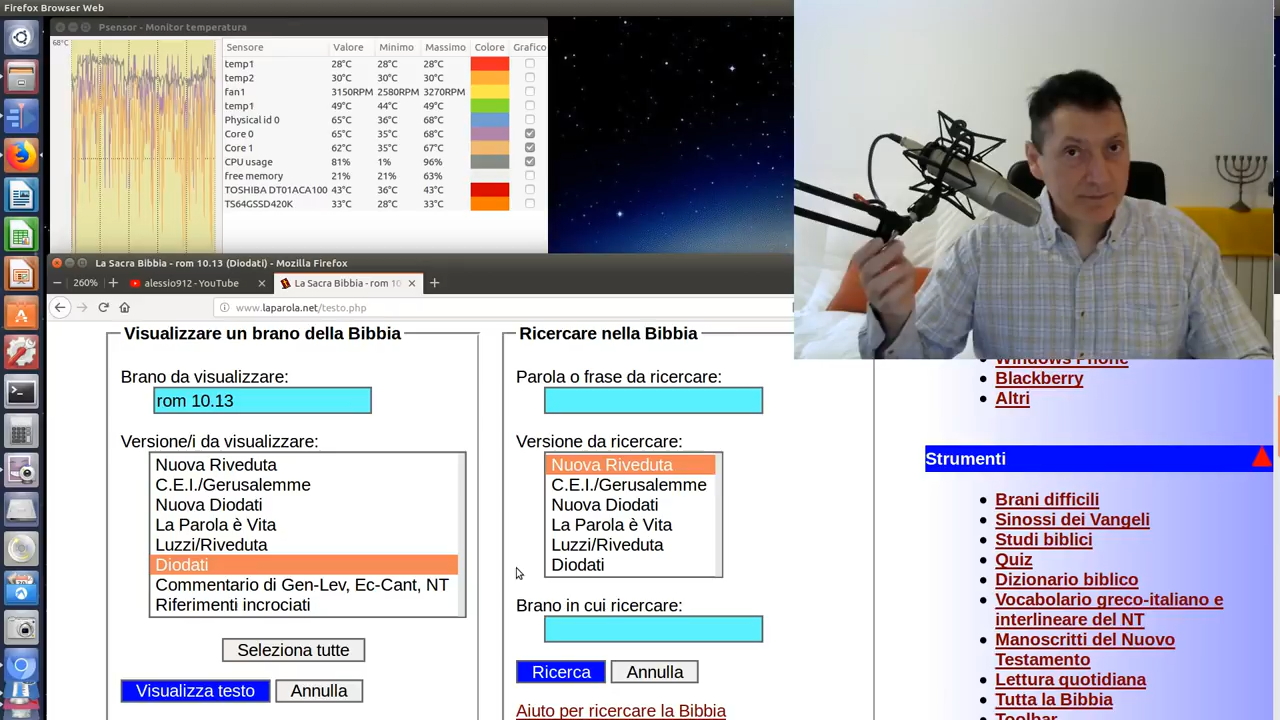 Firefox Browser Web
Psensor - Monitor temperatura
68°C
Sensore Valore Minimo Massimo Colore Grafico
temp1 28°C 28°C 28°C
temp2 30°C 30°C 30°C
fan1 3150RPM 2580RPM 3270RPM
temp1 49°C 44°C 49°C
Physical id 0 65°C 36°C 68°C
Core 0 65°C 35°C 68°C
Core 1 62°C 35°C 67°C
CPU usage 81% 1% 96%
free memory 21% 21% 63%
TOSHIBA DT01ACA100 43°C 36°C 43°C
TS64GSSD420K 33°C 28°C 33°C
La Sacra Bibbia - rom 10.13 (Diodati) - Mozilla Firefox
260%
alessio912 - YouTube
La Sacra Bibbia - rom 10
www.laparola.net/testo.php
Visualizzare un brano della Bibbia
Brano da visualizzare:
rom 10.13
Versione/i da visualizzare:
Nuova Riveduta
C.E.I./Gerusalemme
Nuova Diodati
La Parola è Vita
Luzzi/Riveduta
Diodati
Commentario di Gen-Lev, Ec-Cant, NT
Riferimenti incrociati
Seleziona tutte
Visualizza testo
Annulla
Ricercare nella Bibbia
Parola o frase da ricercare:
Versione da ricercare:
Nuova Riveduta
C.E.I./Gerusalemme
Nuova Diodati
La Parola è Vita
Luzzi/Riveduta
Diodati
Brano in cui ricercare:
Ricerca
Annulla
Aiuto per ricercare la Bibbia
Windows Phone
Blackberry
Altri
Strumenti
Brani difficili
Sinossi dei Vangeli
Studi biblici
Quiz
Dizionario biblico
Vocabolario greco-italiano e
interlineare del NT
Manoscritti del Nuovo
Testamento
Lettura quotidiana
Tutta la Bibbia
Toolbar